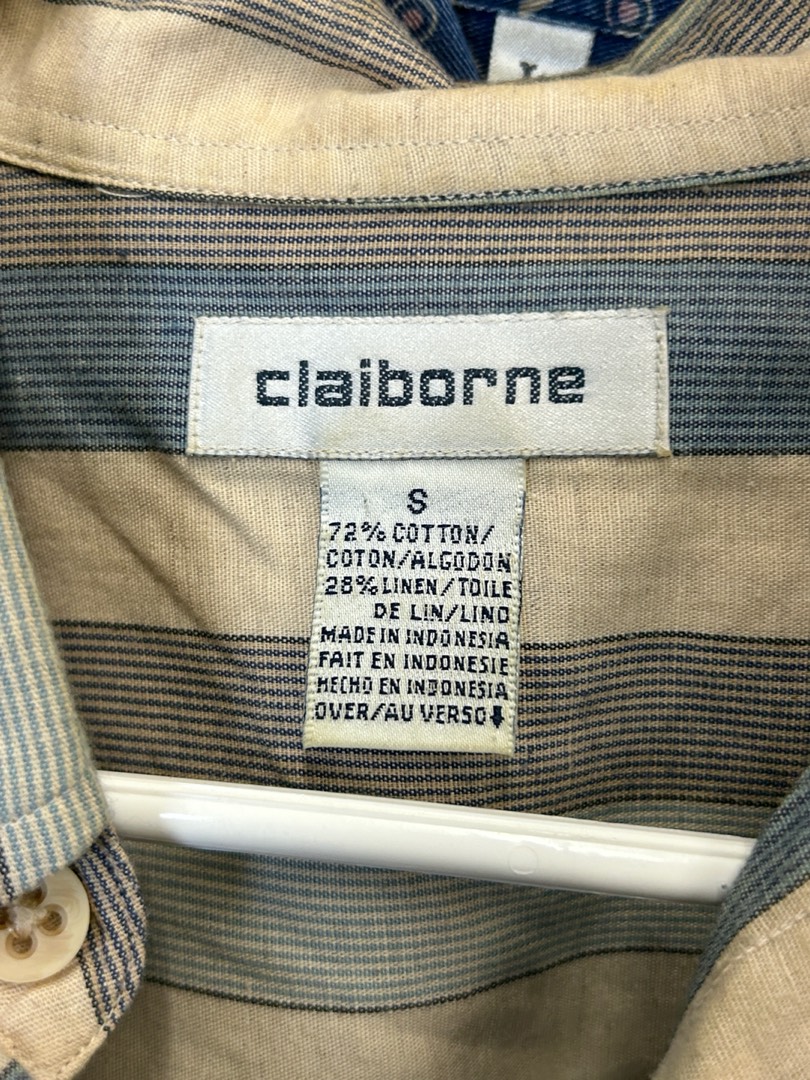 claiborne
S
72% COTTON/
COTON/ALGODON
28% LINEN/TOILE
DE LIN/LINO
MADE IN INDONESIA
FAIT EN INDONESIE
HECHO EN INDONESIA
OVER/AU VERSO